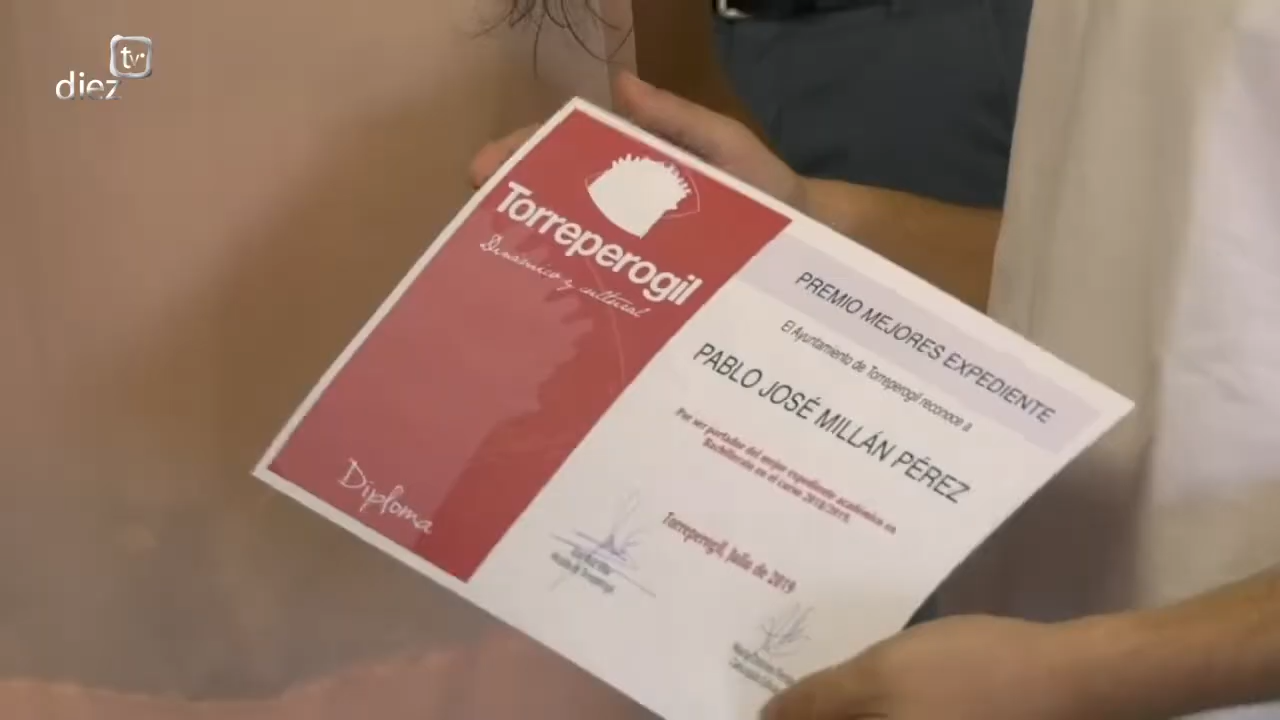 diez tv
Torreperogil
Dinámico y cultural
Diploma
PREMIO MEJORES EXPEDIENTE
El Ayuntamiento de Torreperogil reconoce a
PABLO JOSÉ MILLÁN PÉREZ
Por ser portador del mejor expediente académico en
Bachillerato en el curso 2018/2019.
Torreperogil, Julio de 2019